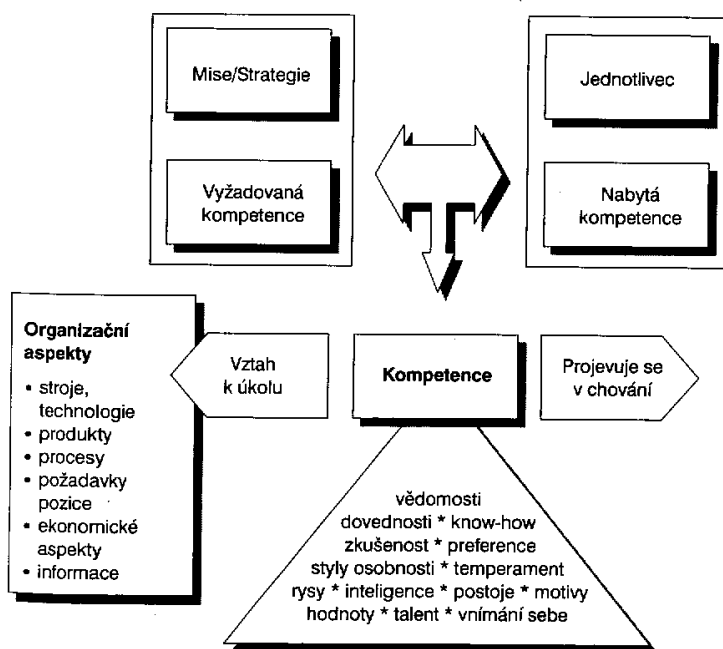 Mise/Strategie
Vyžadovaná
kompetence
Jednotlivec
Nabytá
kompetence
Organizační
aspekty
• stroje,
technologie
• produkty
• procesy
• požadavky
pozice
• ekonomické
aspekty
• informace
Vztah
k úkolu
Kompetence
Projevuje se
v chování
vědomosti
dovednosti * know-how
zkušenost * preference
styly osobnosti * temperament
rysy * inteligence * postoje * motivy
hodnoty * talent * vnímání sebe